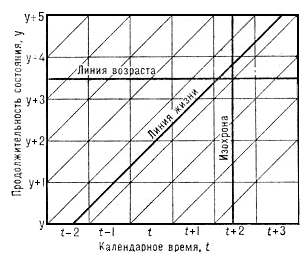 y+5
y+4
Линия возраста
y+3
Линия жизни
Изохрона
y+2
y+1
y
Продолжительность состояния, y
t-2 t-1 t t+1 t+2 t+3
Календарное время, t